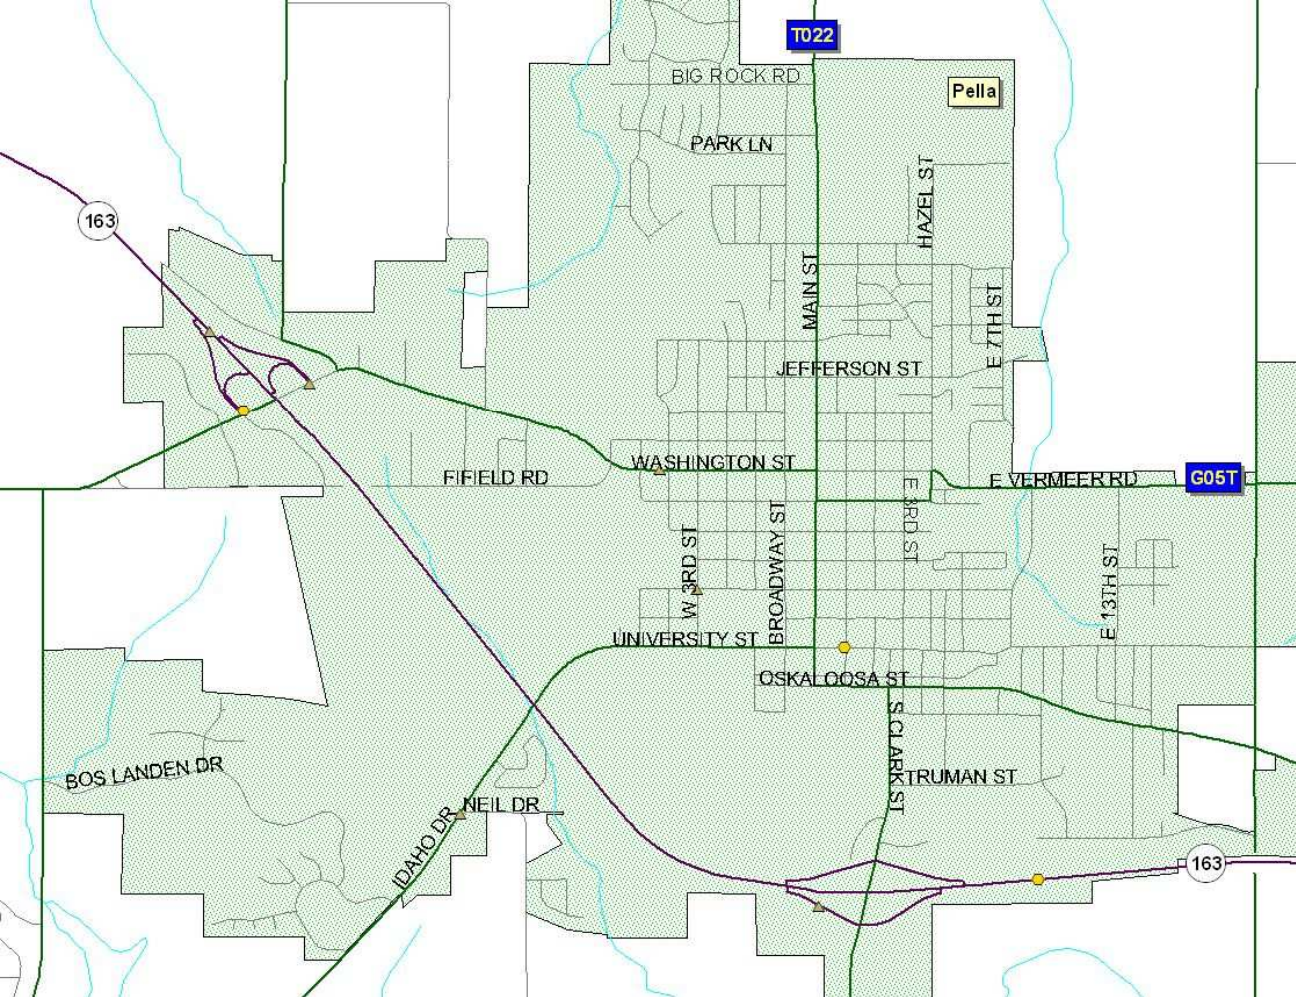 T022
BIG ROCK RD
Pella
PARK LN
HAZEL ST
163
MAIN ST
E 7TH ST
JEFFERSON ST
WASHINGTON ST
FIFIELD RD
E VERMEER RD
G05T
E 3RD ST
BROADWAY ST
W 3RD ST
E 13TH ST
UNIVERSITY ST
OSKALOOSA ST
S CLARK ST
BOS LANDEN DR
TRUMAN ST
NEIL DR
IDAHO DR
163